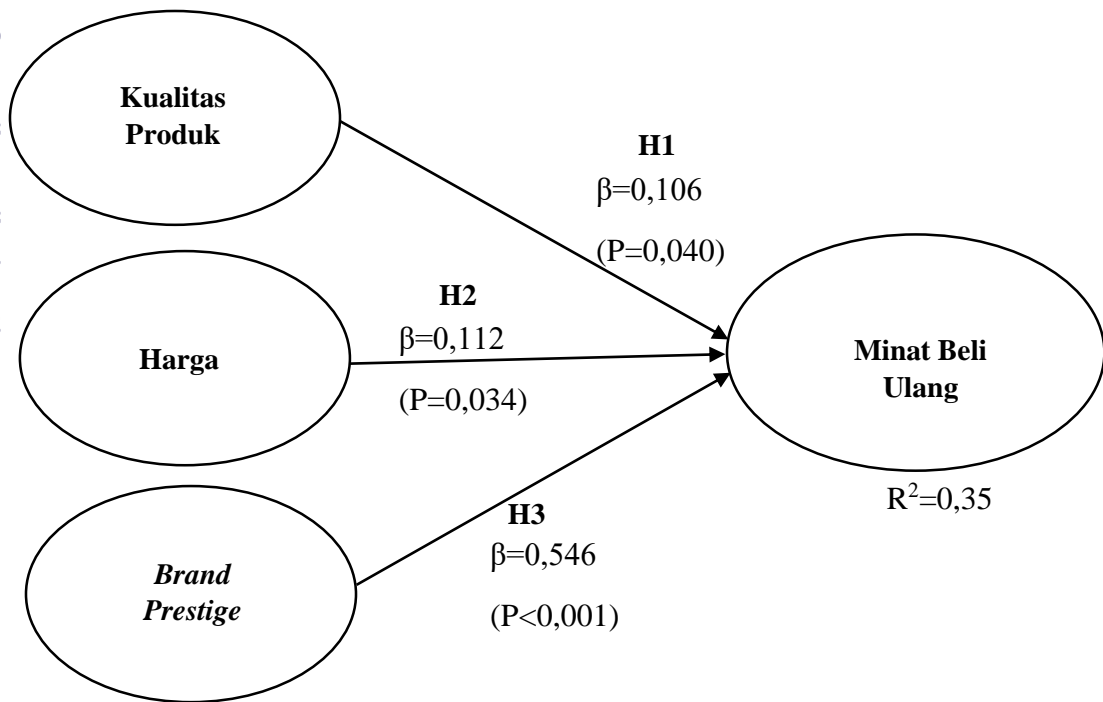 Kualitas
Produk
H1
β=0,106
(P=0,040)
H2
β=0,112
(P=0,034)
Harga
Minat Beli
Ulang
R²=0,35
H3
β=0,546
(P<0,001)
Brand
Prestige